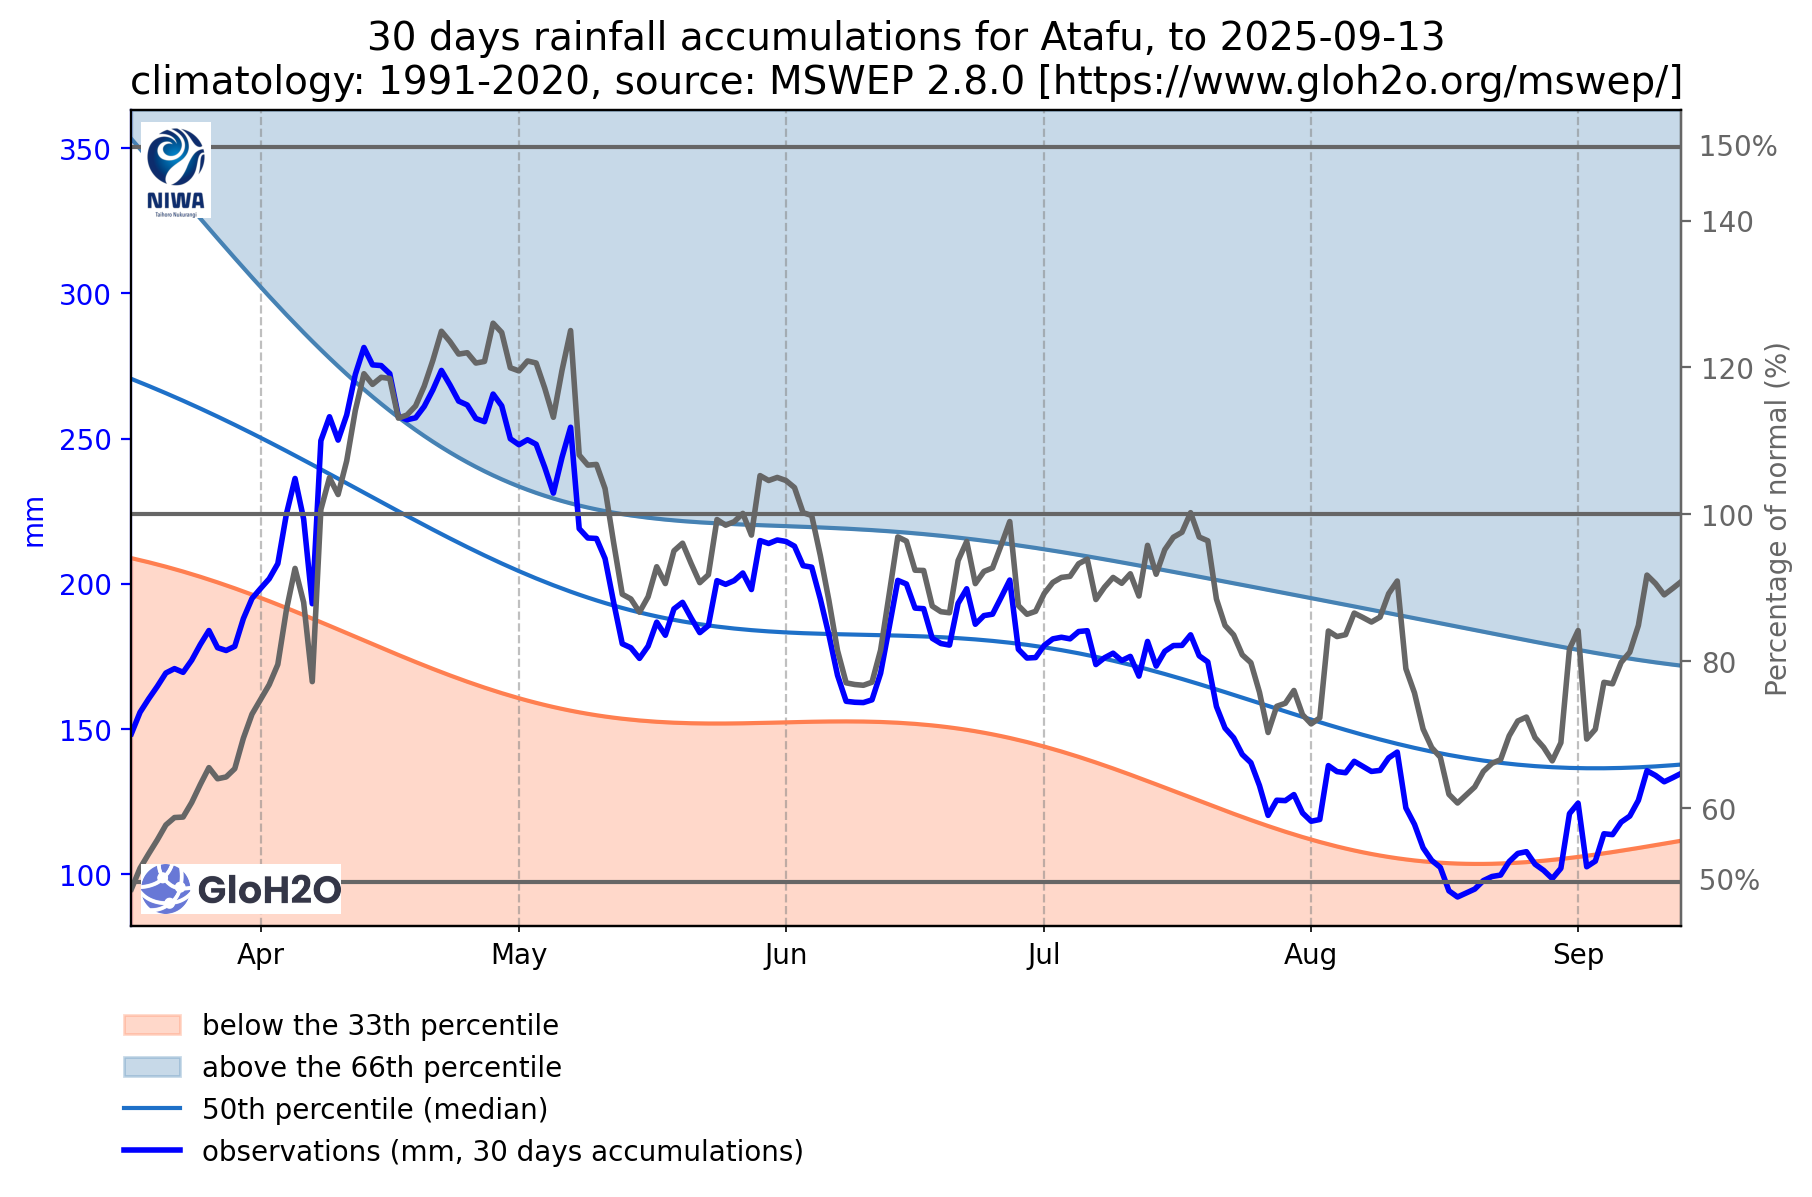 30 days rainfall accumulations for Atafu, to 2025-09-13
climatology: 1991-2020, source: MSWEP 2.8.0 [https://www.gloh2o.org/mswep/]
350
300
250
200
150
100
mm
150%
140
120
100
80
60
50%
Percentage of normal (%)
NIWA
Taihoro Nukurangi
GloH2O
Apr
May
Jun
Jul
Aug
Sep
below the 33th percentile
above the 66th percentile
50th percentile (median)
observations (mm, 30 days accumulations)